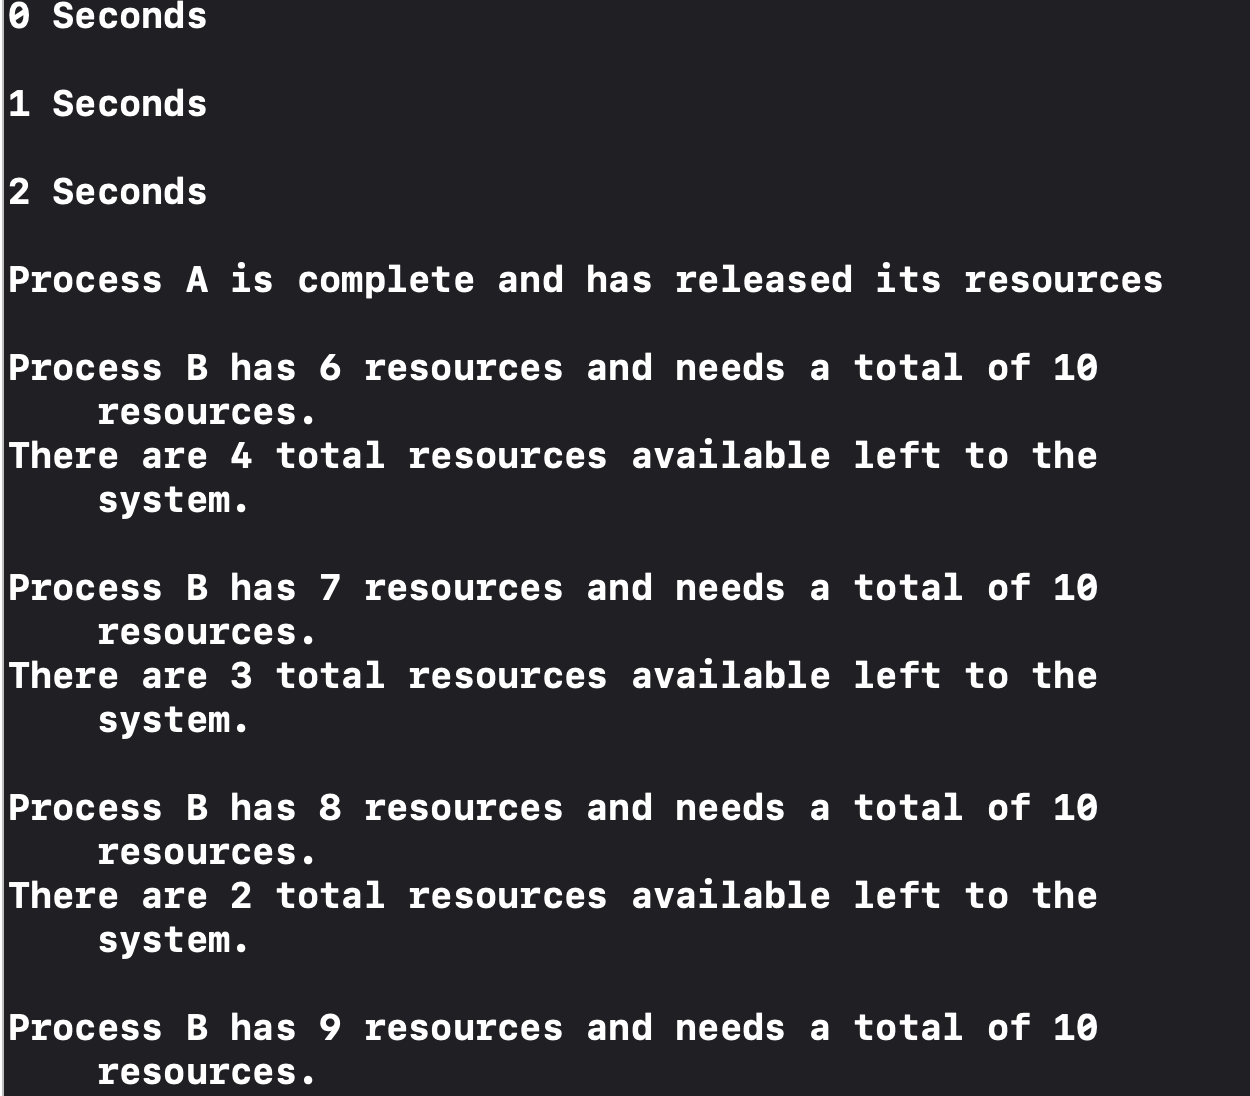 0 Seconds
1 Seconds
2 Seconds
Process A is complete and has released its resources
Process B has 6 resources and needs a total of 10
resources.
There are 4 total resources available left to the
system.
Process B has 7 resources and needs a total of 10
resources.
There are 3 total resources available left to the
system.
Process B has 8 resources and needs a total of 10
resources.
There are 2 total resources available left to the
system.
Process B has 9 resources and needs a total of 10
resources.